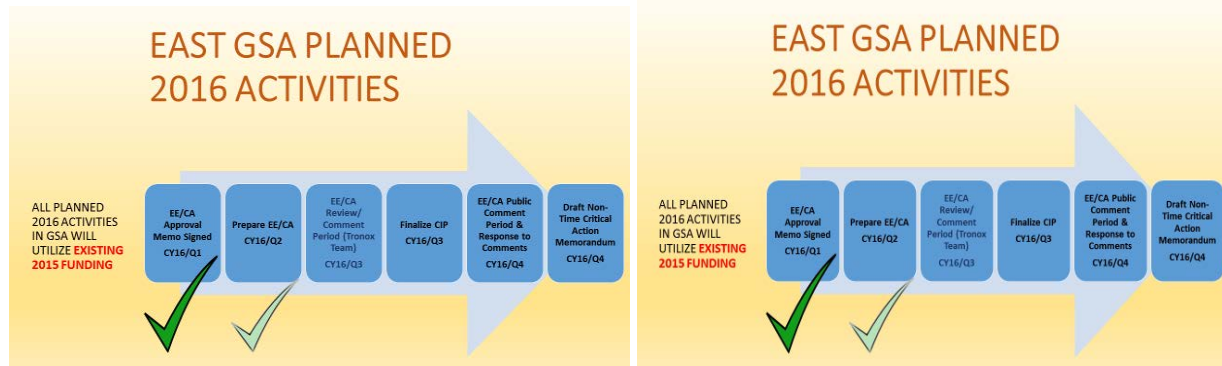 EAST GSA PLANNED
2016 ACTIVITIES
ALL PLANNED
2016 ACTIVITIES
IN GSA WILL
UTILIZE EXISTING
2015 FUNDING
EE/CA
Approval
Memo Signed
CY16/Q1
Prepare EE/CA
CY16/Q2
EE/CA
Review/
Comment
Period (Tronox
Team)
CY16/Q3
Finalize CIP
CY16/Q3
EE/CA Public
Comment
Period &
Response to
Comments
CY16/Q4
Draft Non-
Time Critical
Action
Memorandum
CY16/Q4
EAST GSA PLANNED
2016 ACTIVITIES
ALL PLANNED
2016 ACTIVITIES
IN GSA WILL
UTILIZE EXISTING
2015 FUNDING
EE/CA
Approval
Memo Signed
CY16/Q1
Prepare EE/CA
CY16/Q2
EE/CA
Review/
Comment
Period (Tronox
Team)
CY16/Q3
Finalize CIP
CY16/Q3
EE/CA Public
Comment
Period &
Response to
Comments
CY16/Q4
Draft Non-
Time Critical
Action
Memorandum
CY16/Q4